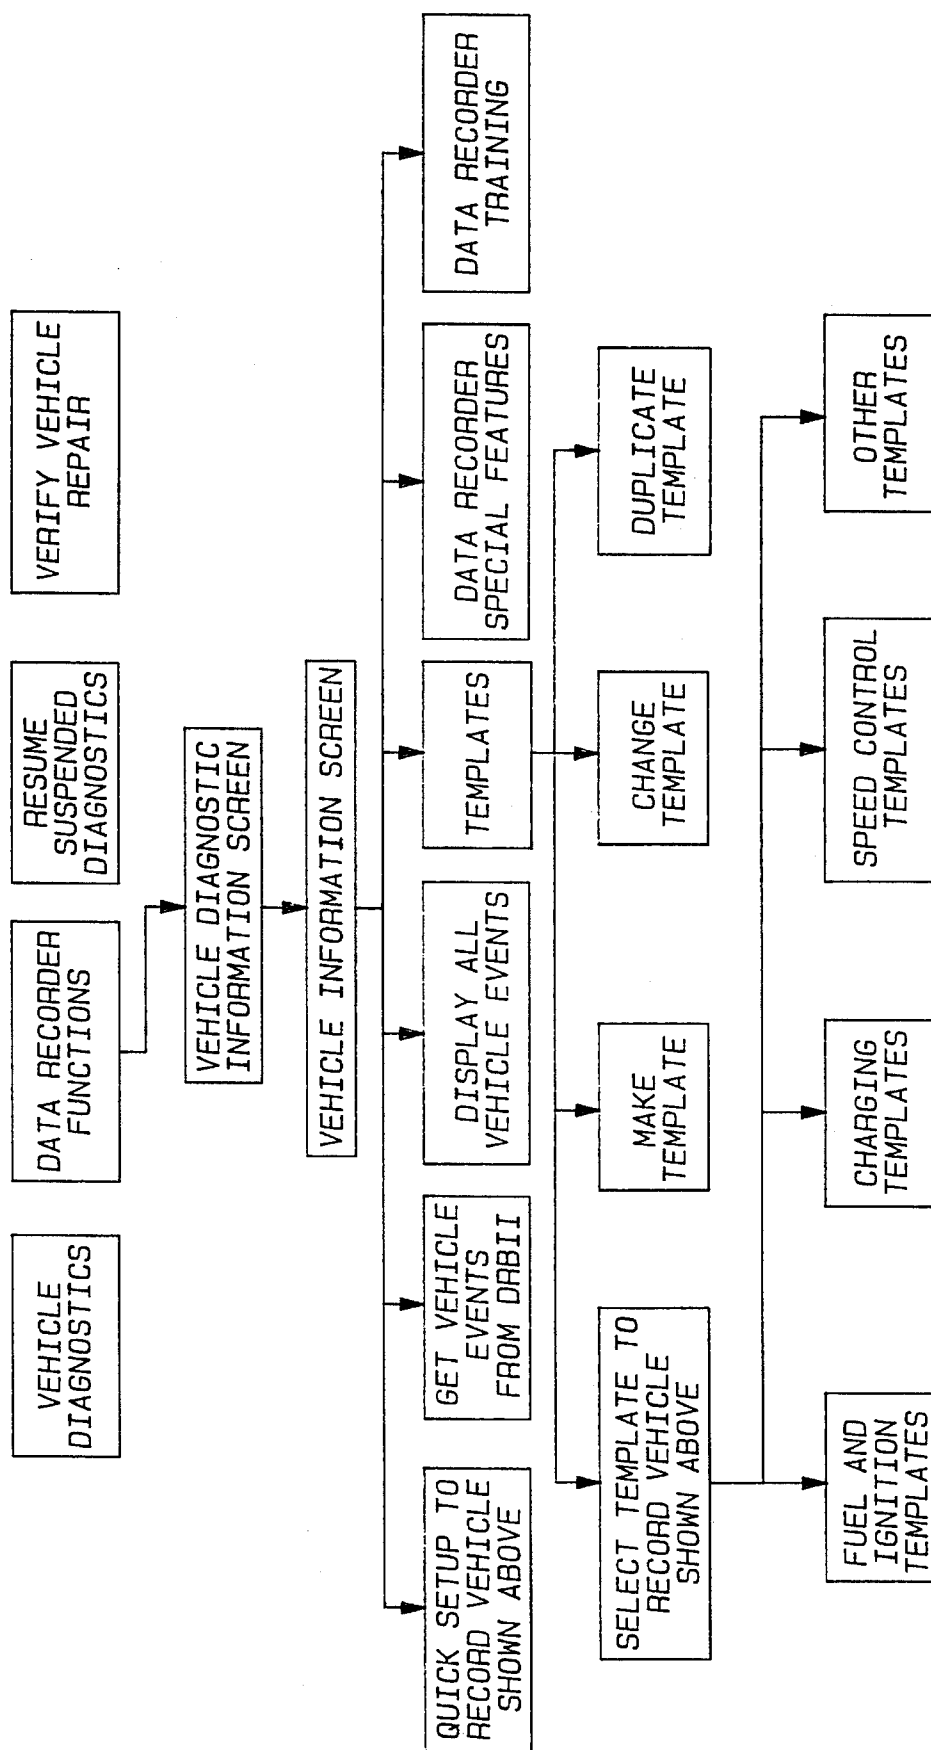 VEHICLE
DIAGNOSTICS
DATA RECORDER
FUNCTIONS
RESUME
SUSPENDED
DIAGNOSTICS
VERIFY VEHICLE
REPAIR
VEHICLE DIAGNOSTIC
INFORMATION SCREEN
VEHICLE INFORMATION SCREEN
QUICK SETUP TO
RECORD VEHICLE
SHOWN ABOVE
GET VEHICLE
EVENTS
FROM DRBII
DISPLAY ALL
VEHICLE EVENTS
TEMPLATES
DATA RECORDER
SPECIAL FEATURES
DATA RECORDER
TRAINING
SELECT TEMPLATE TO
RECORD VEHICLE
SHOWN ABOVE
MAKE
TEMPLATE
CHANGE
TEMPLATE
DUPLICATE
TEMPLATE
FUEL AND
IGNITION
TEMPLATES
CHARGING
TEMPLATES
SPEED CONTROL
TEMPLATES
OTHER
TEMPLATES